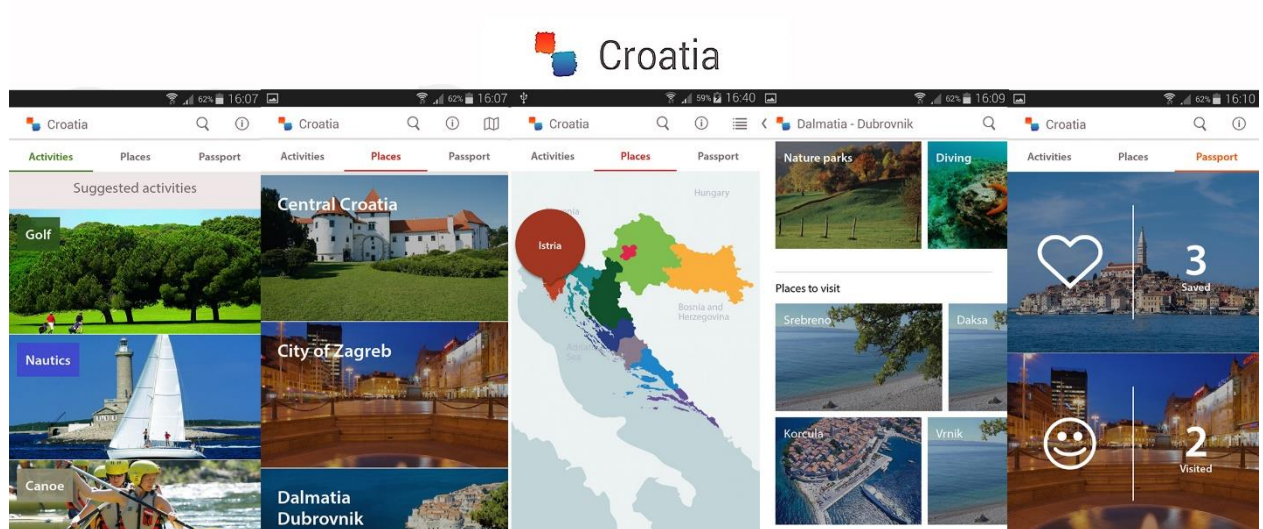 Croatia
62% 16:07
Croatia
Activities Places Passport
Suggested activities
Golf
Nautics
Canoe
62% 16:07
Croatia
Activities Places Passport
Central Croatia
City of Zagreb
Dalmatia
Dubrovnik
59% 16:40
Croatia
Activities Places Passport
Hungary
Istria
Bosnia and
Herzegovina
Sea
62% 16:09
Dalmatia - Dubrovnik
Nature parks Diving
Places to visit
Srebreno Daksa
Korcula Vrnik
62% 16:10
Croatia
Activities Places Passport
3
Saved
2
Visited